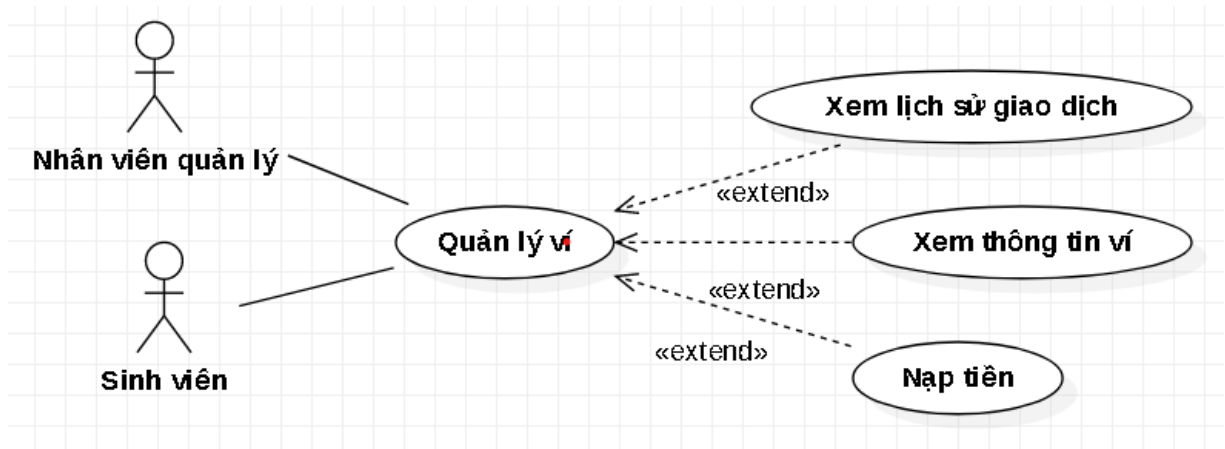 Nhân viên quản lý
Sinh viên
Quản lý ví
Xem lịch sử giao dịch
«extend»
Xem thông tin ví
«extend»
Nạp tiền
«extend»